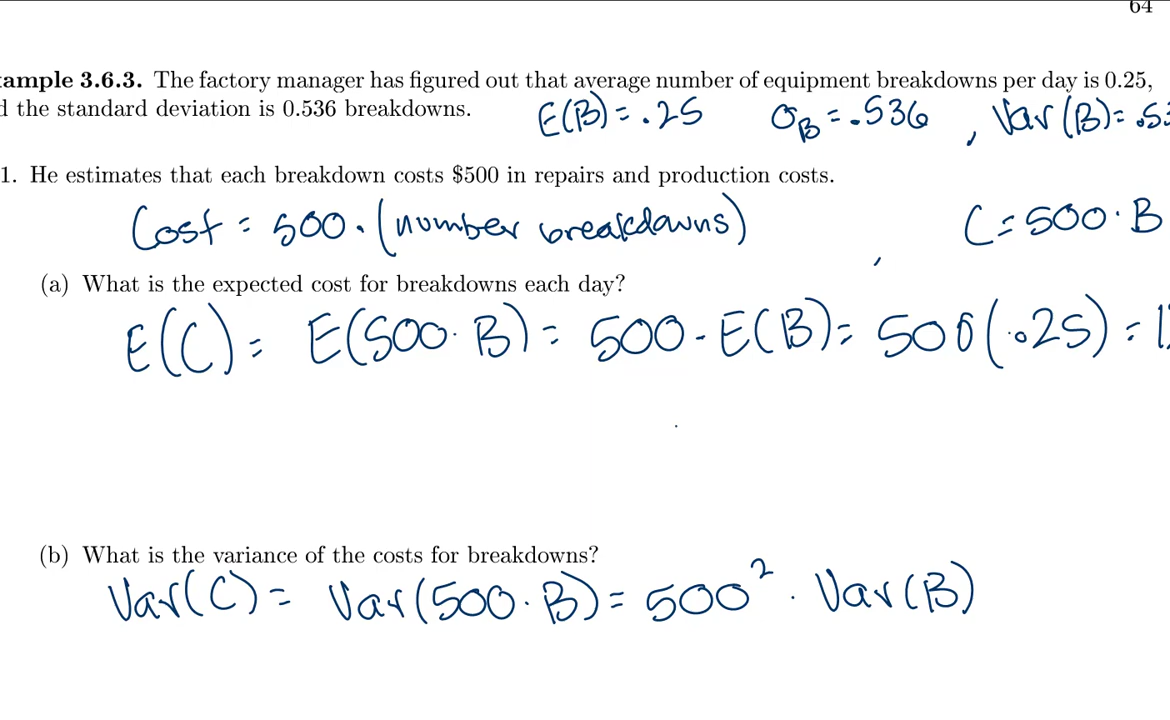 64
ample 3.6.3. The factory manager has figured out that average number of equipment breakdowns per day is 0.25,
d the standard deviation is 0.536 breakdowns. E(B) = .25 σB = .536 , Var(B) = .53
1. He estimates that each breakdown costs $500 in repairs and production costs.
Cost = 500 · (number breakdowns) , C = 500 · B
(a) What is the expected cost for breakdowns each day?
E(C) = E(500 · B) = 500 · E(B) = 500(.25) = 1
(b) What is the variance of the costs for breakdowns?
Var(C) = Var(500 · B) = 500² · Var(B)